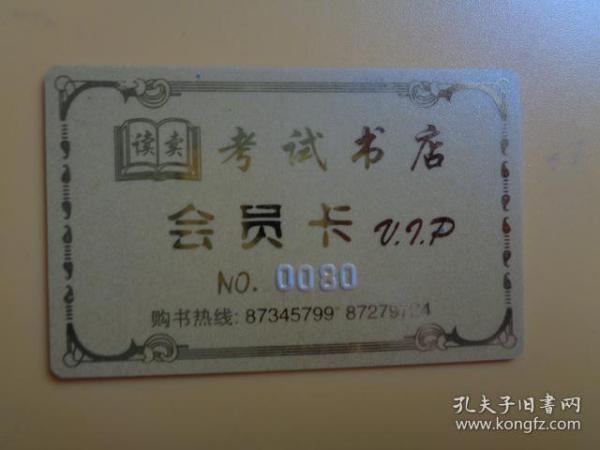 读卖 考试书店
会员卡 V.I.P
NO. 0080
购书热线: 87345799
孔夫子旧书网
www.kongfz.com